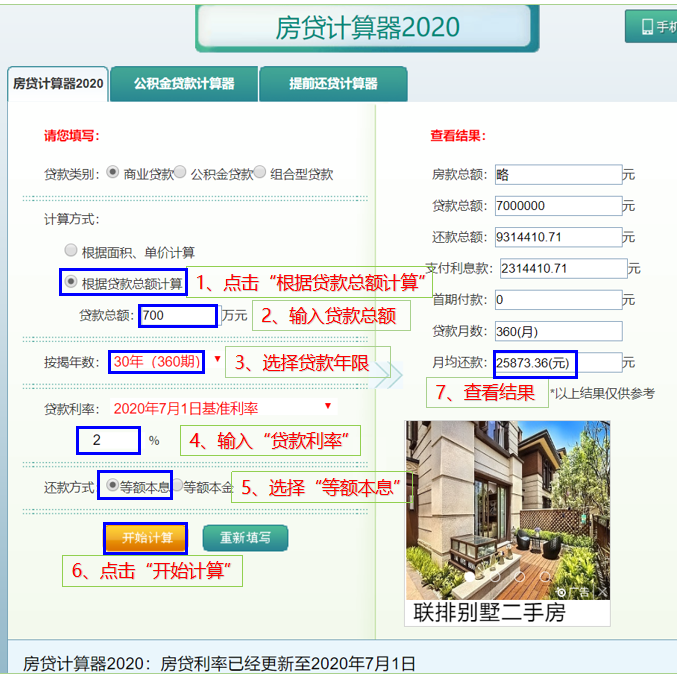 房贷计算器2020
手机
房贷计算器2020
公积金贷款计算器
提前还贷计算器
请您填写：
贷款类别： 商业贷款 公积金贷款 组合型贷款
计算方式：
根据面积、单价计算
根据贷款总额计算
1、点击“根据贷款总额计算”
贷款总额： 700 万元
2、输入贷款总额
按揭年数： 30年（360期）
3、选择贷款年限
贷款利率： 2020年7月1日基准利率
2 %
4、输入“贷款利率”
还款方式 等额本息 等额本金
5、选择“等额本息”
开始计算 重新填写
6、点击“开始计算”
查看结果：
房款总额： 略 元
贷款总额： 7000000 元
还款总额： 9314410.71 元
支付利息款： 2314410.71 元
首期付款： 0 元
贷款月数： 360(月)
月均还款： 25873.36(元) 元
7、查看结果
*以上结果仅供参考
广告
联排别墅二手房
房贷计算器2020：房贷利率已经更新至2020年7月1日